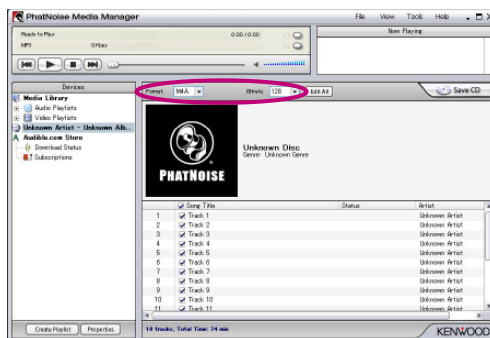 PhatNoise Media Manager
File View Tools Help
Ready to Play 0:00 / 0:00
MP3 0 Kbps
Now Playing
Devices
Media Library
Audio Playlists
Video Playlists
Unknown Artist - Unknown Alb...
Audible.com Store
Download Status
Subscriptions
Format: M4A Bitrate: 128 Edit All Save CD
PHATNOISE
Unknown Disc
Genre: Unknown Genre
Song Title Status Artist
1 Track 1 Unknown Artist
2 Track 2 Unknown Artist
3 Track 3 Unknown Artist
4 Track 4 Unknown Artist
5 Track 5 Unknown Artist
6 Track 6 Unknown Artist
7 Track 7 Unknown Artist
8 Track 8 Unknown Artist
9 Track 9 Unknown Artist
10 Track 10 Unknown Artist
11 Track 11 Unknown Artist
Create Playlist Properties
18 tracks, Total Time: 74 min
KENWOOD